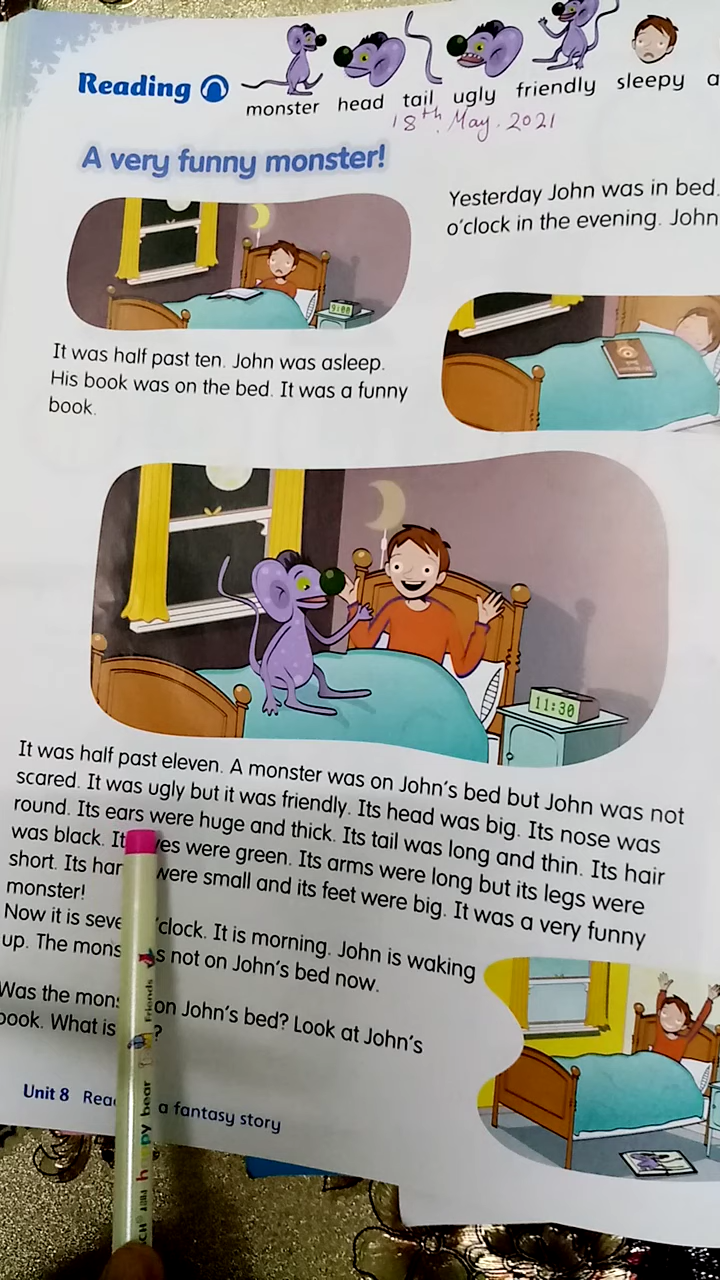 Reading
monster head tail ugly friendly sleepy
18th May. 2021
A very funny monster!
Yesterday John was in bed.
o'clock in the evening. John
9:00
It was half past ten. John was asleep.
His book was on the bed. It was a funny
book.
11:30
It was half past eleven. A monster was on John's bed but John was not
scared. It was ugly but it was friendly. Its head was big. Its nose was
round. Its ears were huge and thick. Its tail was long and thin. Its hair
was black. were green. Its arms were long but its legs were
short. Its were small and its feet were big. It was a very funny
monster!
Now it is o'clock. It is morning. John is waking
up. The not on John's bed now.
Was the on John's bed? Look at John's
book. What is ?
Unit 8 a fantasy story
Friends
happy bear